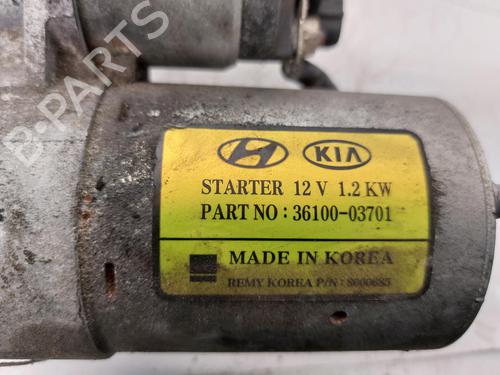 B-PARTS
KIA
STARTER 12 V 1.2 KW
PART NO : 36100-03701
MADE IN KOREA
REMY KOREA P/N : 8000685